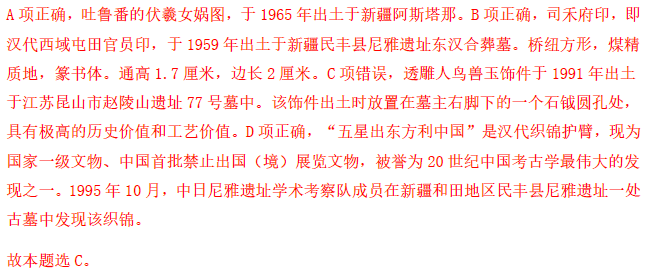 A 项正确，吐鲁番的伏羲女娲图，于 1965 年出土于新疆阿斯塔那。B 项正确，司禾府印，即
汉代西域屯田官员印，于 1959 年出土于新疆民丰县尼雅遗址东汉合葬墓。桥纽方形，煤精
质地，篆书体。通高 1.7 厘米，边长 2 厘米。C 项错误，透雕人鸟兽玉饰件于 1991 年出土
于江苏昆山市赵陵山遗址 77 号墓中。该饰件出土时放置在墓主右脚下的一个石钺圆孔处，
具有极高的历史价值和工艺价值。D 项正确，“五星出东方利中国”是汉代织锦护臂，现为
国家一级文物、中国首批禁止出国（境）展览文物，被誉为 20 世纪中国考古学最伟大的发
现之一。1995 年 10 月，中日尼雅遗址学术考察队成员在新疆和田地区民丰县尼雅遗址一处
古墓中发现该织锦。
故本题选 C。